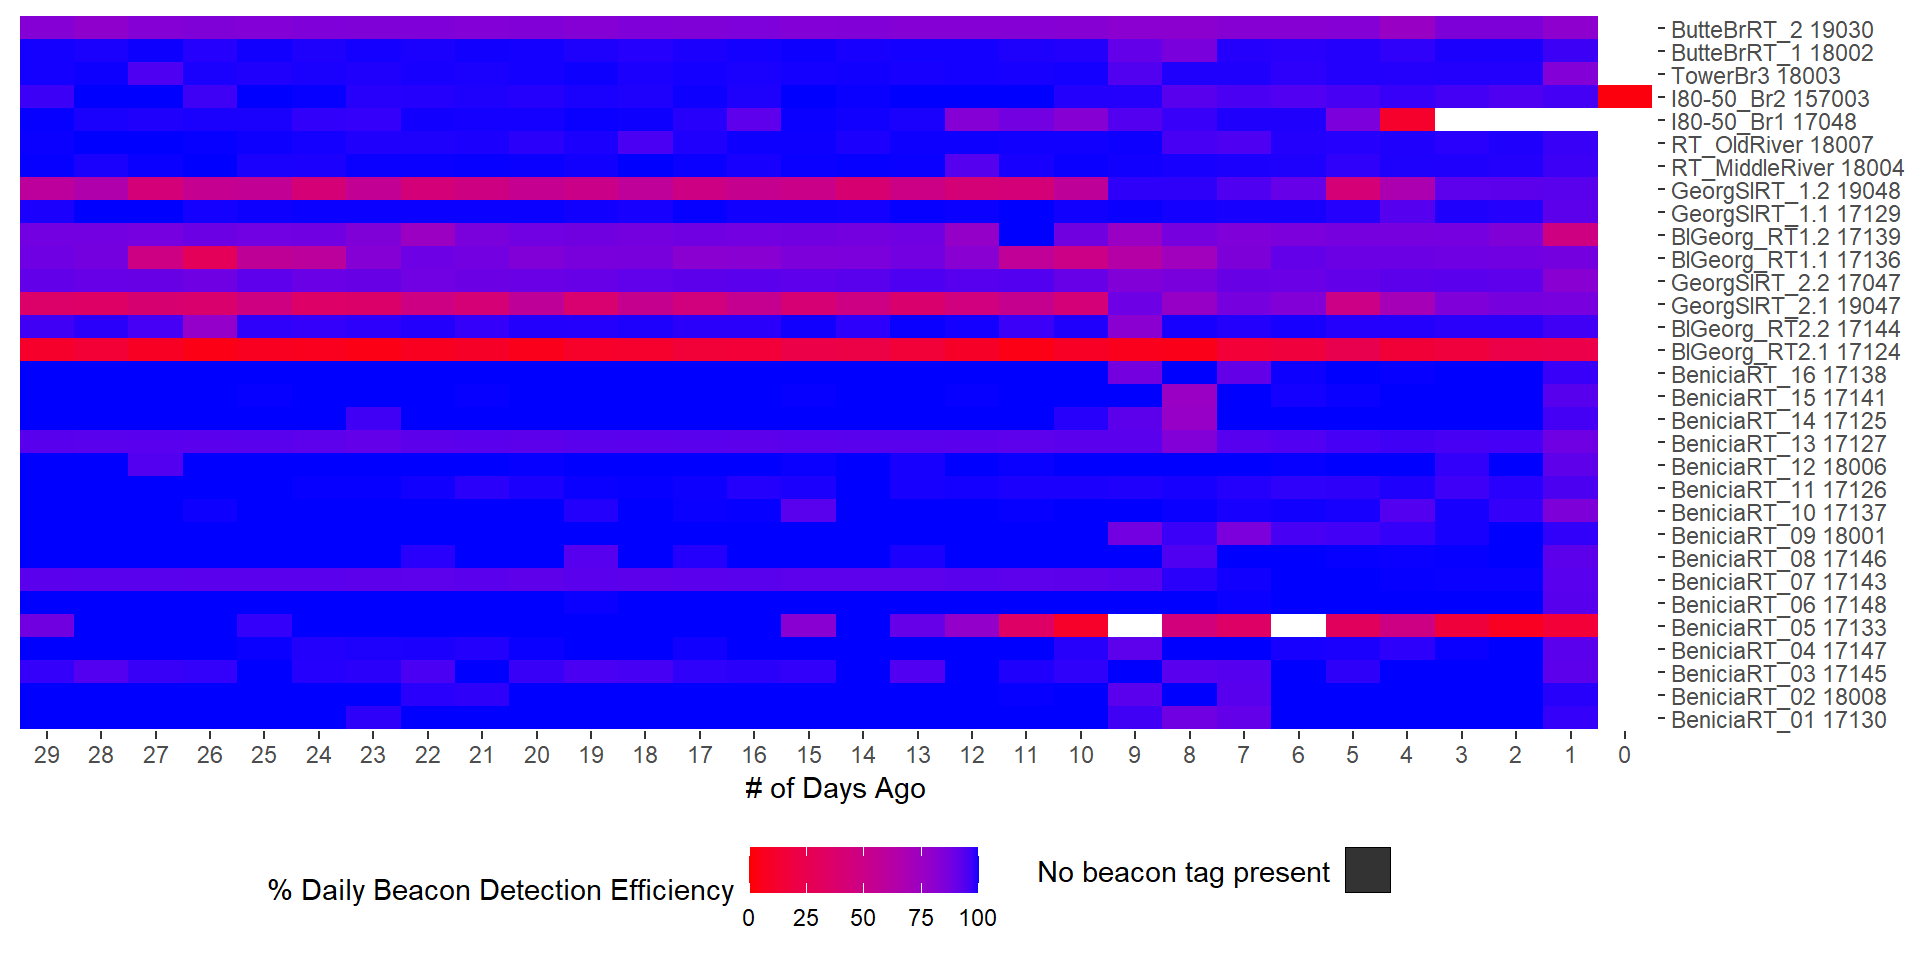 ButteBrRT_2 19030
ButteBrRT_1 18002
TowerBr3 18003
I80-50_Br2 157003
I80-50_Br1 17048
RT_OldRiver 18007
RT_MiddleRiver 18004
GeorgSlRT_1.2 19048
GeorgSlRT_1.1 17129
BlGeorg_RT1.2 17139
BlGeorg_RT1.1 17136
GeorgSlRT_2.2 17047
GeorgSlRT_2.1 19047
BlGeorg_RT2.2 17144
BlGeorg_RT2.1 17124
BeniciaRT_16 17138
BeniciaRT_15 17141
BeniciaRT_14 17125
BeniciaRT_13 17127
BeniciaRT_12 18006
BeniciaRT_11 17126
BeniciaRT_10 17137
BeniciaRT_09 18001
BeniciaRT_08 17146
BeniciaRT_07 17143
BeniciaRT_06 17148
BeniciaRT_05 17133
BeniciaRT_04 17147
BeniciaRT_03 17145
BeniciaRT_02 18008
BeniciaRT_01 17130
29 28 27 26 25 24 23 22 21 20 19 18 17 16 15 14 13 12 11 10 9 8 7 6 5 4 3 2 1 0
# of Days Ago
% Daily Beacon Detection Efficiency
0 25 50 75 100
No beacon tag present